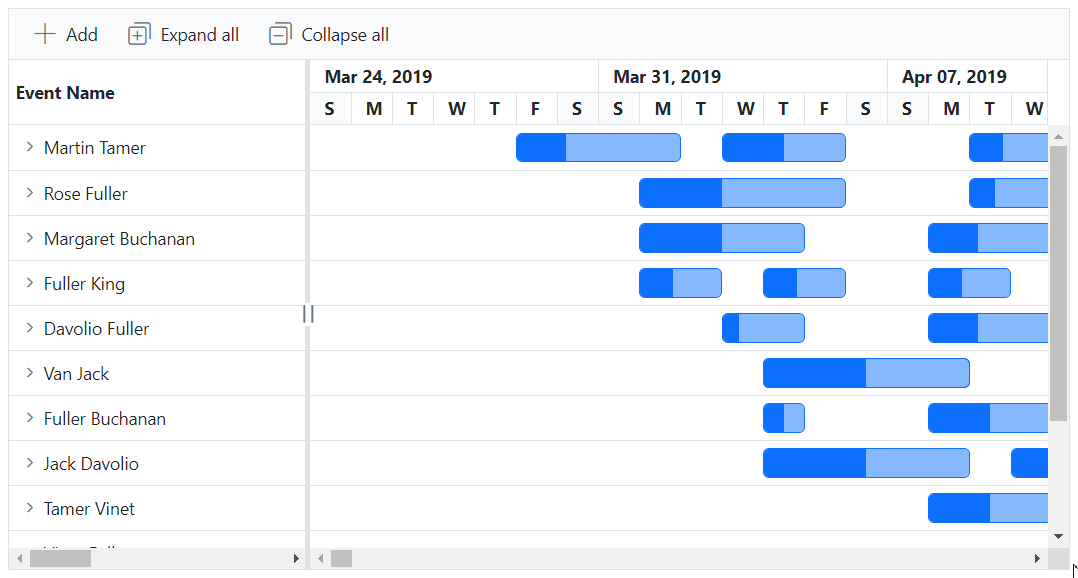 Add Expand all Collapse all
Event Name
Mar 24, 2019 Mar 31, 2019 Apr 07, 2019
S M T W T F S S M T W T F S S M T W
Martin Tamer
Rose Fuller
Margaret Buchanan
Fuller King
Davolio Fuller
Van Jack
Fuller Buchanan
Jack Davolio
Tamer Vinet